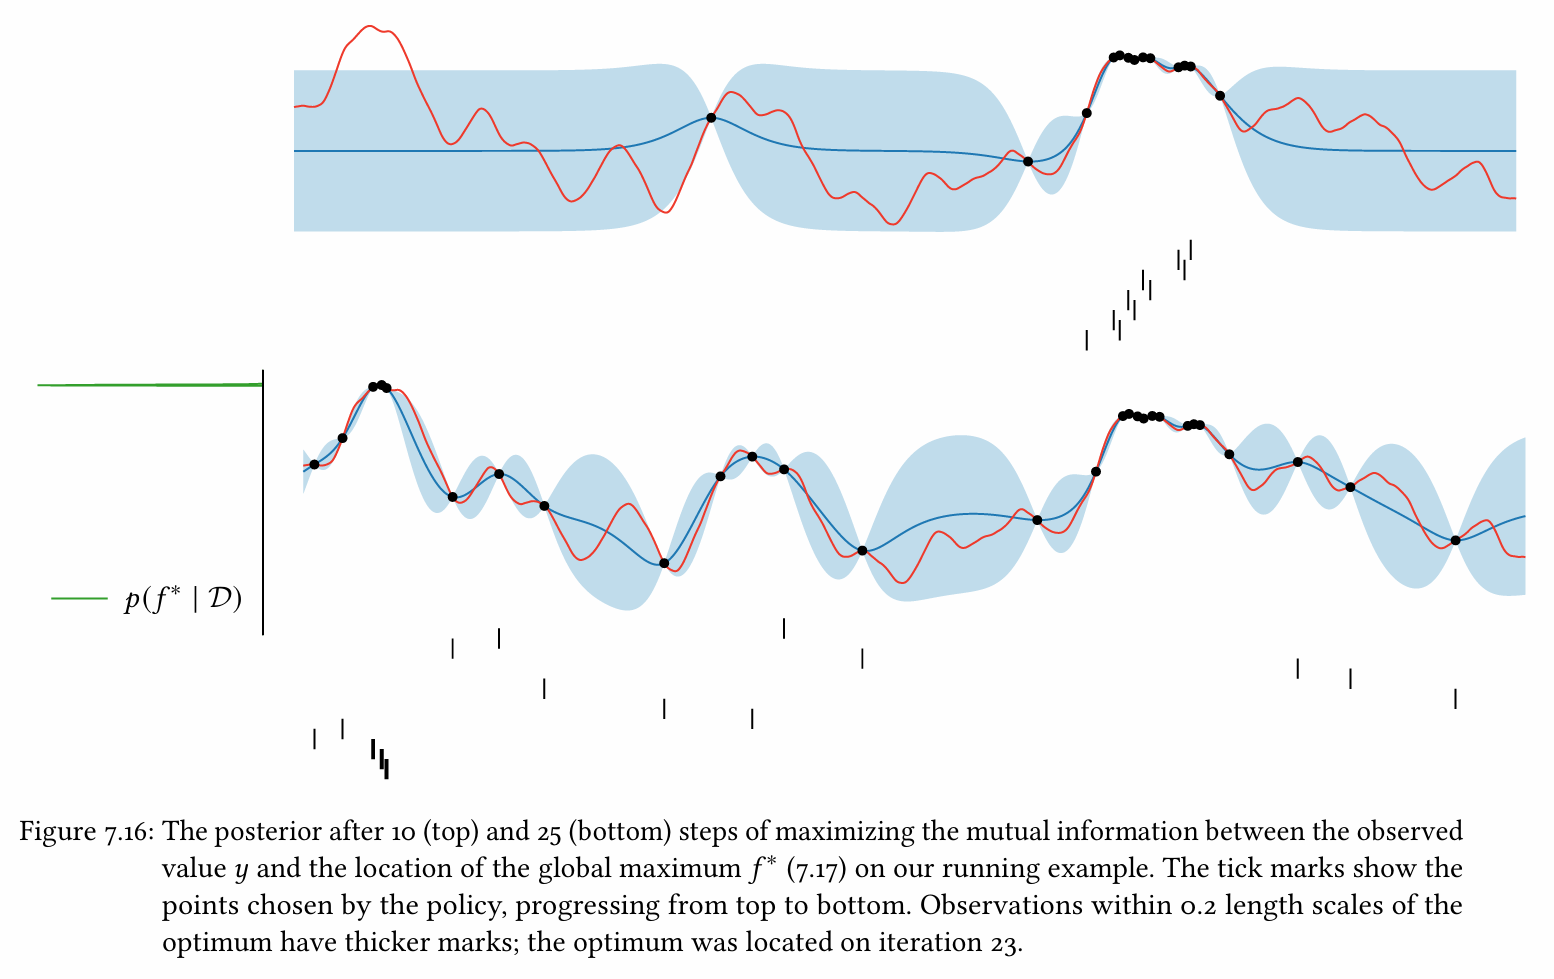 p(f* | D)
Figure 7.16: The posterior after 10 (top) and 25 (bottom) steps of maximizing the mutual information between the observed
value y and the location of the global maximum f* (7.17) on our running example. The tick marks show the
points chosen by the policy, progressing from top to bottom. Observations within 0.2 length scales of the
optimum have thicker marks; the optimum was located on iteration 23.